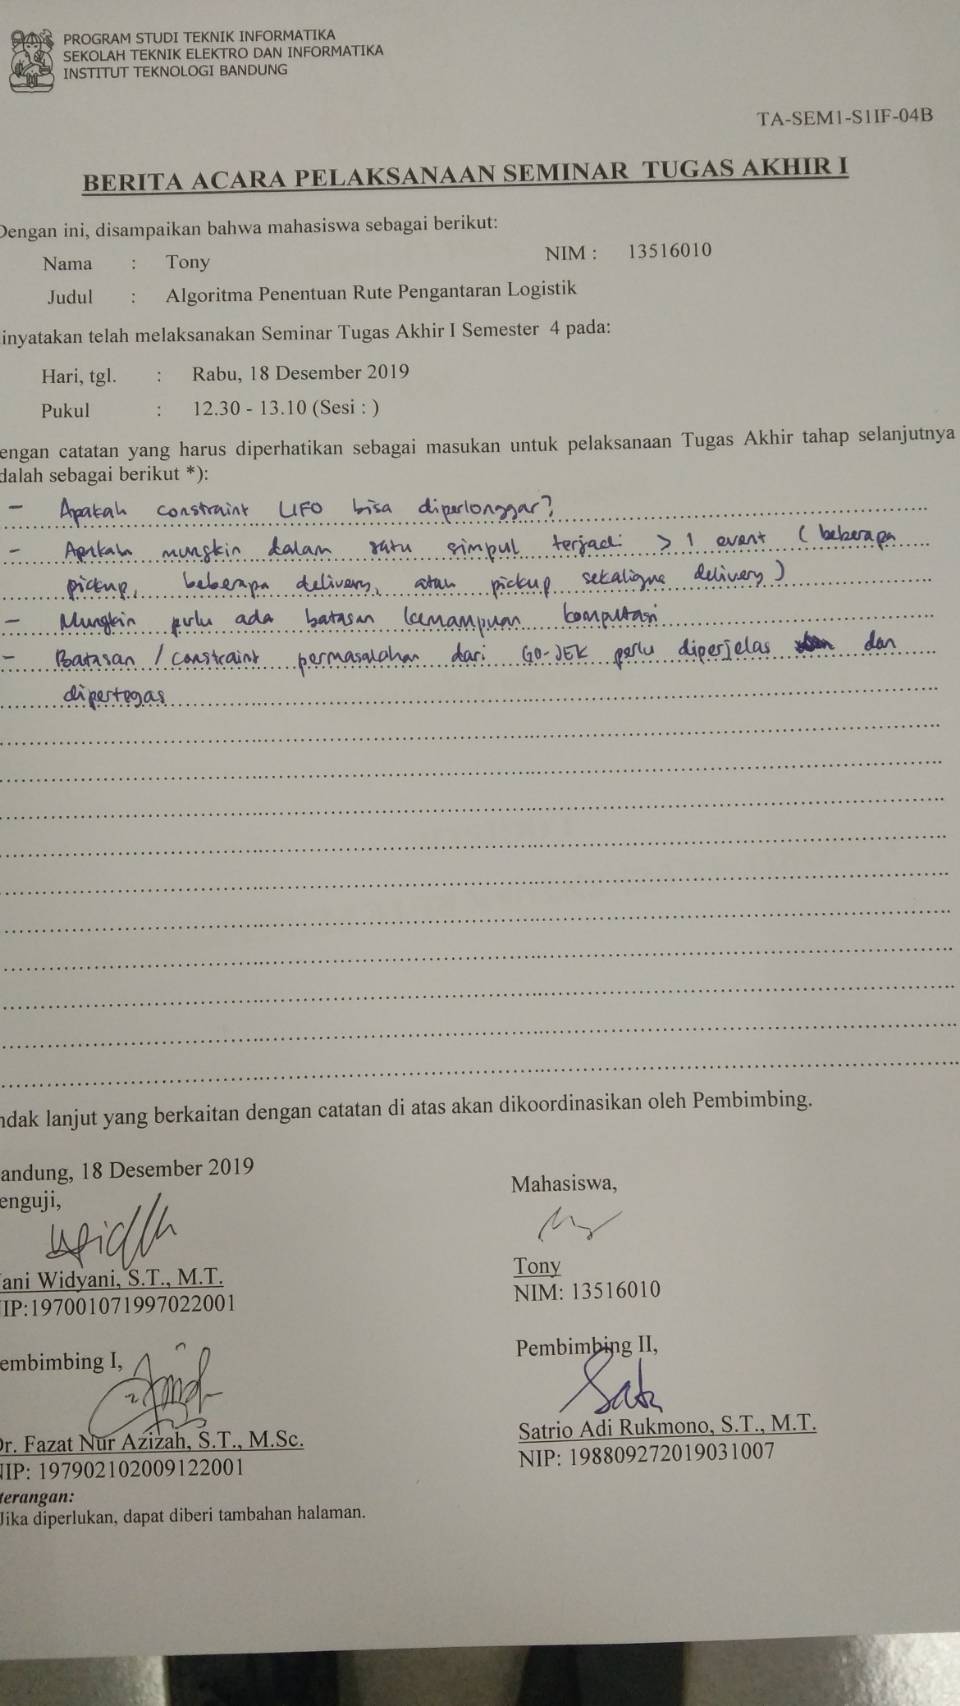 PROGRAM STUDI TEKNIK INFORMATIKA
SEKOLAH TEKNIK ELEKTRO DAN INFORMATIKA
INSTITUT TEKNOLOGI BANDUNG
TA-SEM1-S1IF-04B
BERITA ACARA PELAKSANAAN SEMINAR TUGAS AKHIR I
Dengan ini, disampaikan bahwa mahasiswa sebagai berikut:
Nama : Tony NIM : 13516010
Judul : Algoritma Penentuan Rute Pengantaran Logistik
inyatakan telah melaksanakan Seminar Tugas Akhir I Semester 4 pada:
Hari, tgl. : Rabu, 18 Desember 2019
Pukul : 12.30 - 13.10 (Sesi : )
engan catatan yang harus diperhatikan sebagai masukan untuk pelaksanaan Tugas Akhir tahap selanjutnya
dalah sebagai berikut *):
- Apakah constraint LIFO bisa diperlonggar?
- Apakah mungkin dalam satu simpul terjadi > 1 event (beberapa
pickup, beberapa delivery, atau pickup sekaligus delivery)
- Mungkin perlu ada batasan kemampuan komputasi
- Batasan / constraint permasalahan dari GO-JEK perlu diperjelas dan
dipertegas
ndak lanjut yang berkaitan dengan catatan di atas akan dikoordinasikan oleh Pembimbing.
andung, 18 Desember 2019
enguji,
Mahasiswa,
ani Widyani, S.T., M.T.
IP:197001071997022001
Tony
NIM: 13516010
embimbing I,
Pembimbing II,
Dr. Fazat Nur Azizah, S.T., M.Sc.
NIP: 197902102009122001
Satrio Adi Rukmono, S.T., M.T.
NIP: 198809272019031007
terangan:
Jika diperlukan, dapat diberi tambahan halaman.